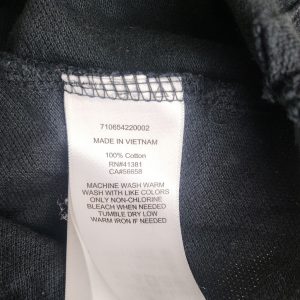 710654220002
MADE IN VIETNAM
100% Cotton
RN#41381
CA#56658
MACHINE WASH WARM
WASH WITH LIKE COLORS
ONLY NON-CHLORINE
BLEACH WHEN NEEDED
TUMBLE DRY LOW
WARM IRON IF NEEDED